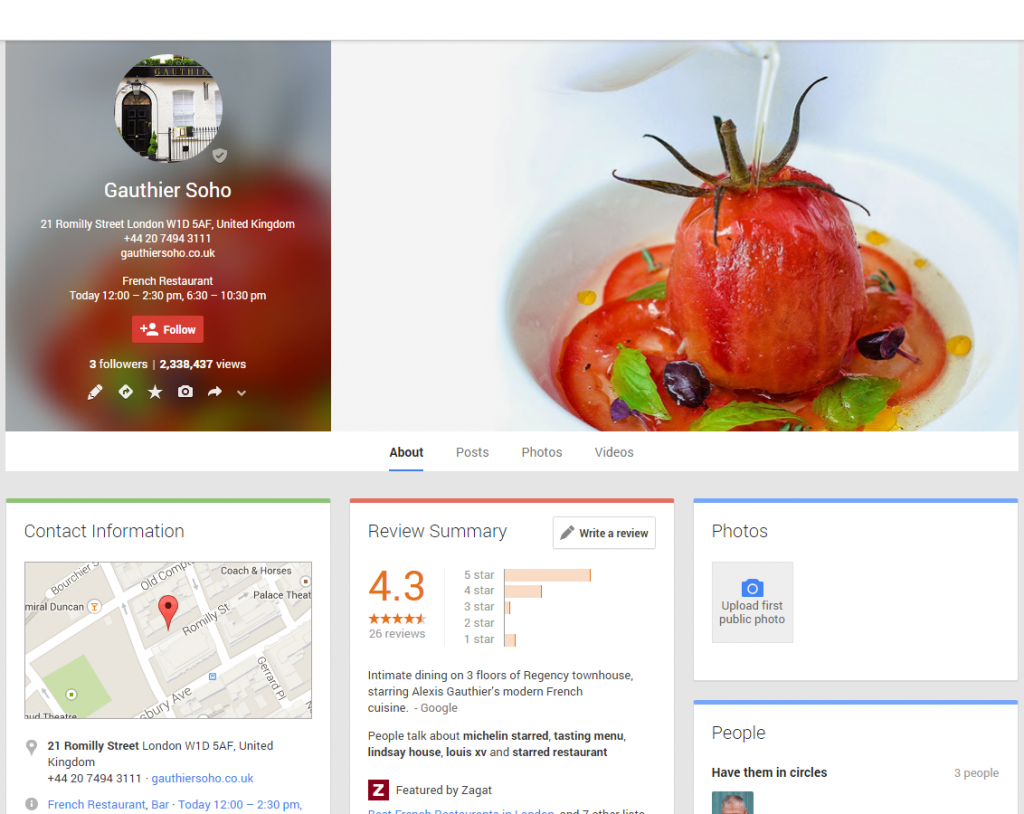 GAUTHIE
Gauthier Soho
21 Romilly Street London W1D 5AF, United Kingdom
+44 20 7494 3111
gauthiersoho.co.uk
French Restaurant
Today 12:00 – 2:30 pm, 6:30 – 10:30 pm
Follow
3 followers | 2,338,437 views
About Posts Photos Videos
Contact Information
Bourchier S
Old Compt
Coach & Horses
miral Duncan
Palace Theat
Romilly St
Gerrard Pl
sbury Ave
ud Theatre
21 Romilly Street London W1D 5AF, United
Kingdom
+44 20 7494 3111 · gauthiersoho.co.uk
French Restaurant, Bar · Today 12:00 – 2:30 pm,
Review Summary
Write a review
4.3
26 reviews
5 star
4 star
3 star
2 star
1 star
Intimate dining on 3 floors of Regency townhouse,
starring Alexis Gauthier's modern French
cuisine. - Google
People talk about michelin starred, tasting menu,
lindsay house, louis xv and starred restaurant
Z Featured by Zagat
Best French Restaurants in London, and 7 other lists
Photos
Upload first
public photo
People
Have them in circles 3 people